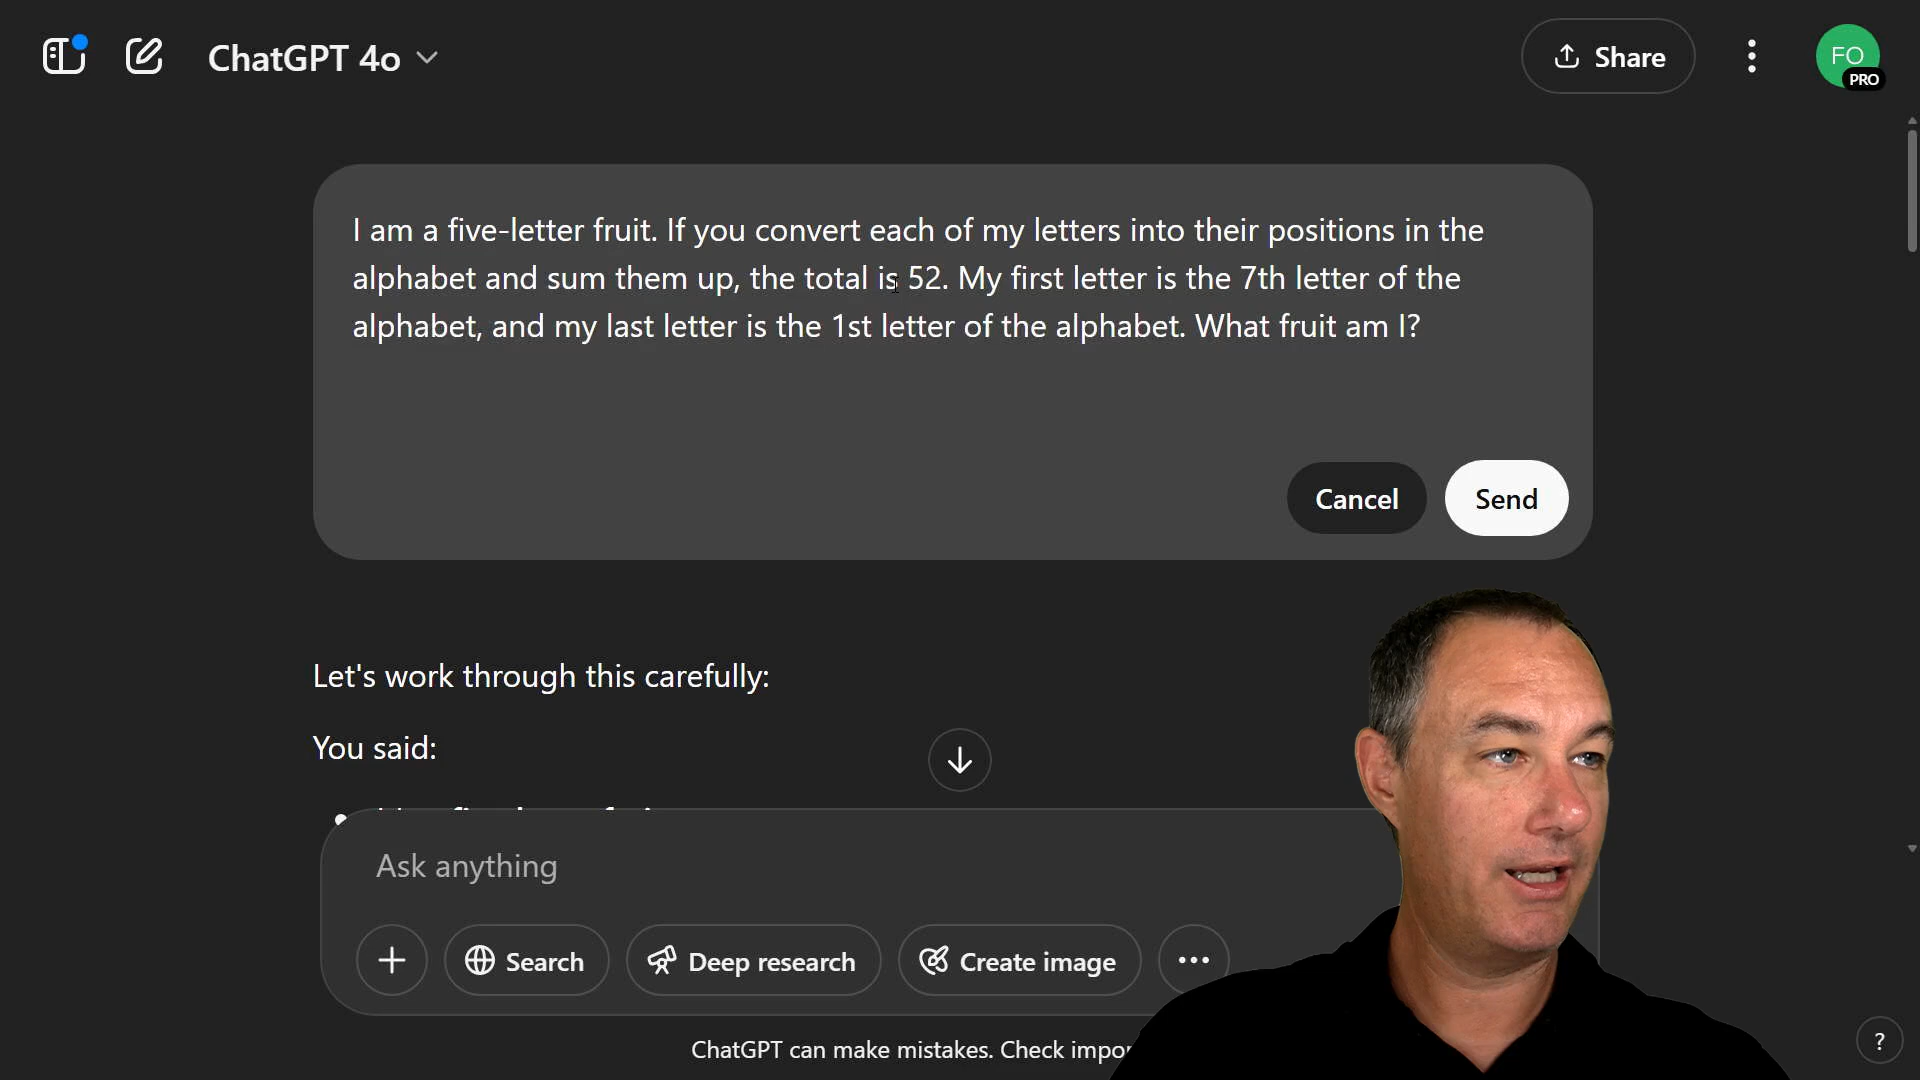 ChatGPT 4o
Share
FO
PRO
I am a five-letter fruit. If you convert each of my letters into their positions in the
alphabet and sum them up, the total is 52. My first letter is the 7th letter of the
alphabet, and my last letter is the 1st letter of the alphabet. What fruit am I?
Cancel
Send
Let's work through this carefully:
You said:
Ask anything
Search
Deep research
Create image
ChatGPT can make mistakes. Check
?